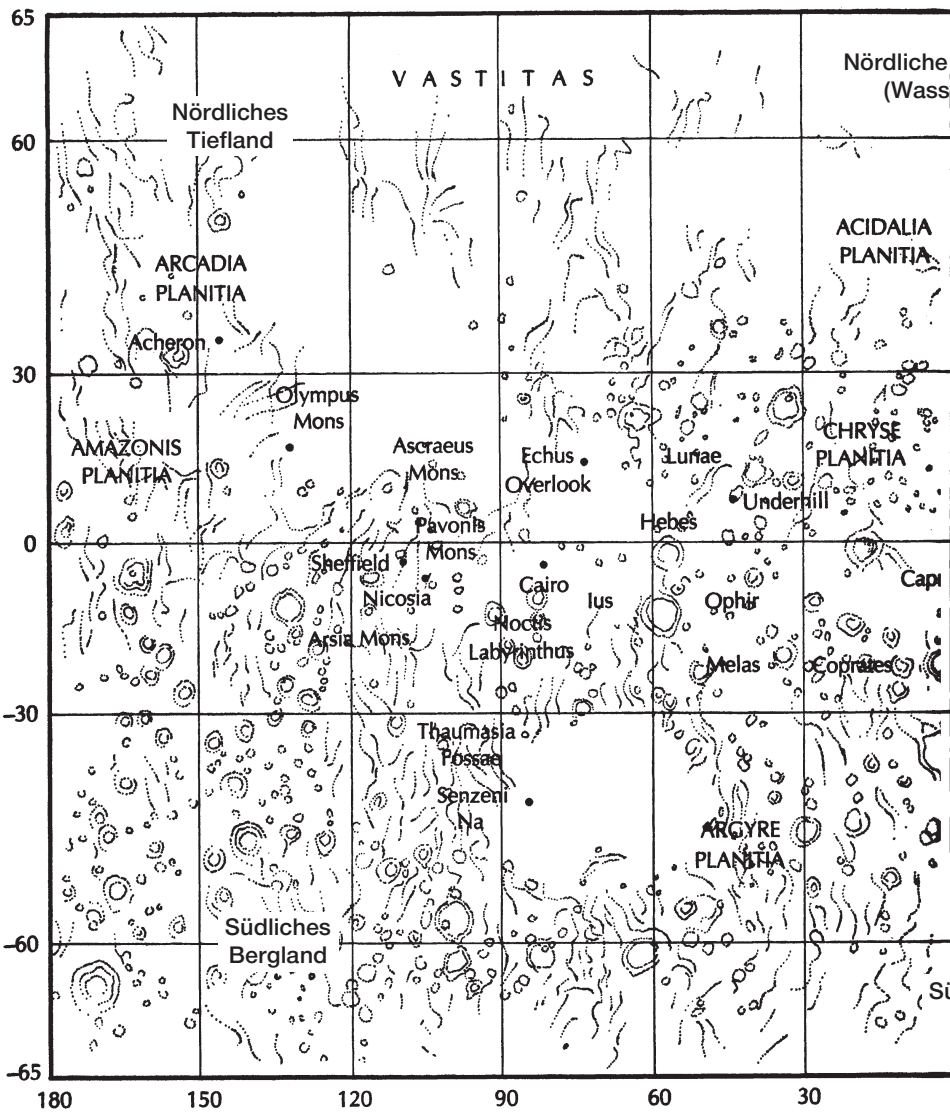 65
VASTITAS
Nördliche
(Wass
Nördliches
Tiefland
60
ACIDALIA
PLANITIA
ARCADIA
PLANITIA
Acheron
30
Olympus
Mons
AMAZONIS
PLANITIA
Ascraeus
Mons
Echus
Overlook
Lunae
CHRYSE
PLANITIA
Underhill
Hebes
Pavonis
Mons
0
Sheffield
Nicosia
Cairo
Ius
Ophir
Capri
Arsia Mons
Noctis
Labyrinthus
Melas
Coprates
-30
Thaumasia
Fossae
Senzeni
Na
ARGYRE
PLANITIA
Südliches
Bergland
-60
Sü
-65
180
150
120
90
60
30